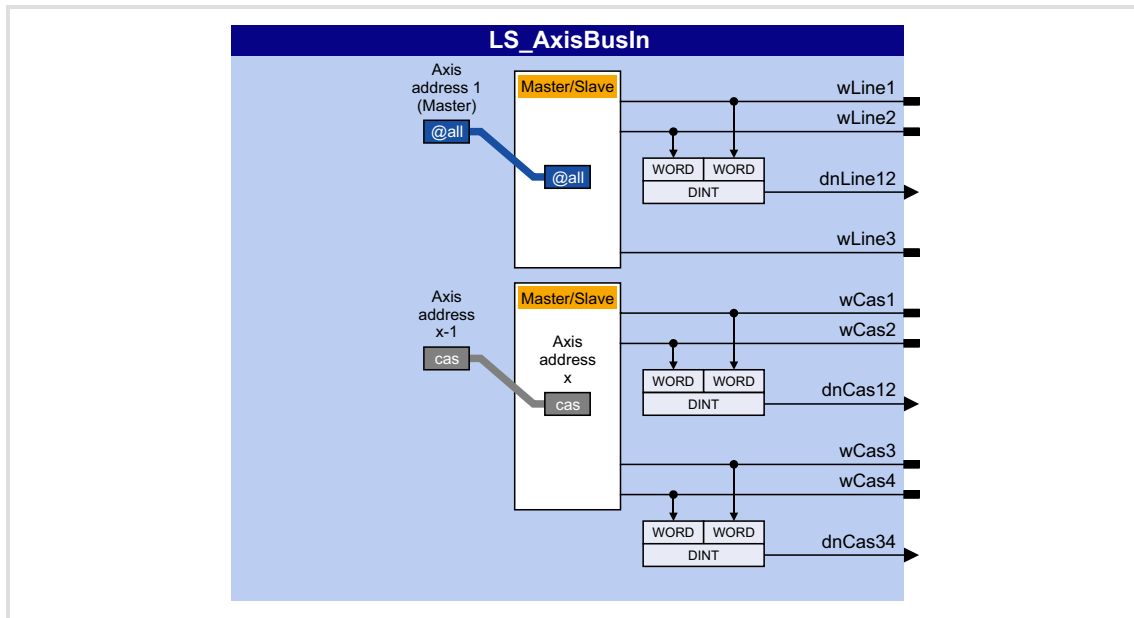 LS_AxisBusIn
Axis
address 1
(Master)
@all
Master/Slave
@all
wLine1
wLine2
WORD WORD
DINT
dnLine12
wLine3
Axis
address
x-1
cas
Master/Slave
Axis
address
x
cas
wCas1
wCas2
WORD WORD
DINT
dnCas12
wCas3
wCas4
WORD WORD
DINT
dnCas34